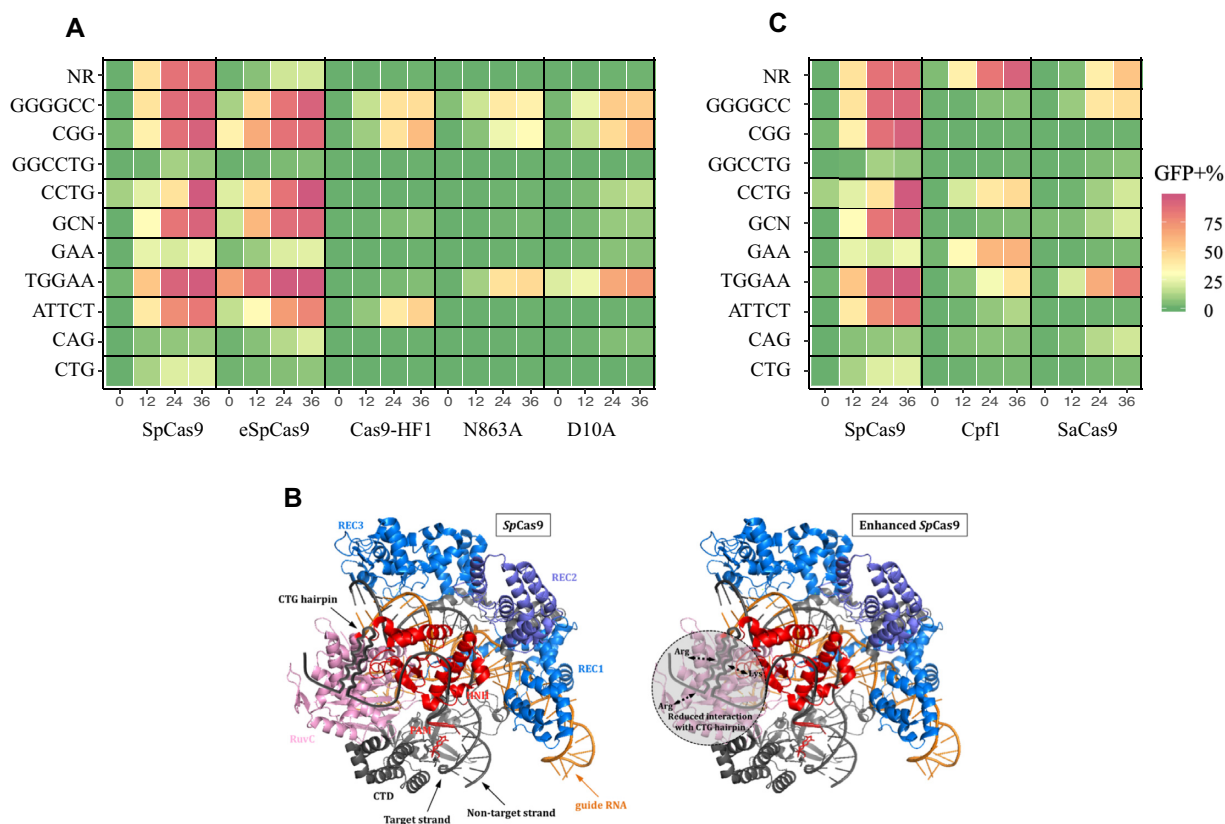 A
NR
GGGGCC
CGG
GGCCTG
CCTG
GCN
GAA
TGGAA
ATTCT
CAG
CTG
0 12 24 36 0 12 24 36 0 12 24 36 0 12 24 36 0 12 24 36
SpCas9 eSpCas9 Cas9-HF1 N863A D10A
C
NR
GGGGCC
CGG
GGCCTG
CCTG
GCN
GAA
TGGAA
ATTCT
CAG
CTG
0 12 24 36 0 12 24 36 0 12 24 36
SpCas9 Cpf1 SaCas9
GFP+%
75
50
25
0
B
SpCas9
REC3
REC2
CTG hairpin
REC1
HNH
RuvC
PAM
CTD
Target strand
Non-target strand
guide RNA
Enhanced SpCas9
Arg
Lys
Arg
Reduced interaction
with CTG hairpin